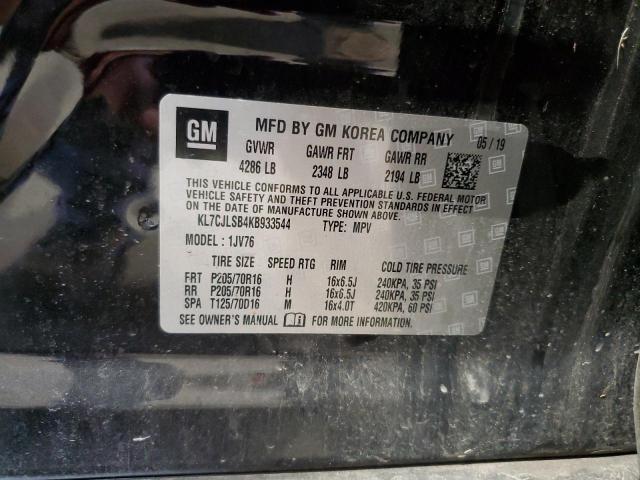 GM
MFD BY GM KOREA COMPANY 05 / 19
GVWR GAWR FRT GAWR RR
4286 LB 2348 LB 2194 LB
THIS VEHICLE CONFORMS TO ALL APPLICABLE U.S. FEDERAL MOTOR
VEHICLE SAFETY, BUMPER, AND THEFT PREVENTION STANDARDS IN EFFECT
ON THE DATE OF MANUFACTURE SHOWN ABOVE.
KL7CJLSB4KB933544 TYPE: MPV
MODEL: 1JV76
TIRE SIZE SPEED RTG RIM COLD TIRE PRESSURE
FRT P205/70R16 H 16x6.5J 240KPA, 35 PSI
RR P205/70R16 H 16x6.5J 240KPA, 35 PSI
SPA T125/70D16 M 16x4.0T 420KPA, 60 PSI
SEE OWNER'S MANUAL FOR MORE INFORMATION.